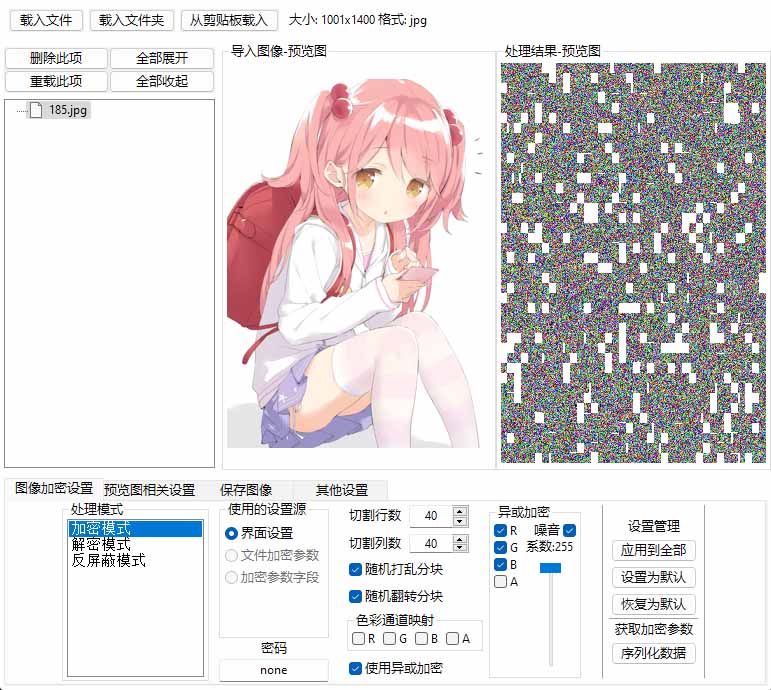 载入文件 载入文件夹 从剪贴板载入 大小: 1001x1400 格式: jpg
删除此项 全部展开
重载此项 全部收起
185.jpg
导入图像-预览图
处理结果-预览图
图像加密设置 预览图相关设置 保存图像 其他设置
处理模式
加密模式
解密模式
反屏蔽模式
使用的设置源
界面设置
文件加密参数
加密参数字段
密码
none
切割行数 40
切割列数 40
随机打乱分块
随机翻转分块
色彩通道映射
R G B A
使用异或加密
异或加密
R 噪音
G 系数:255
B
A
设置管理
应用到全部
设置为默认
恢复为默认
获取加密参数
序列化数据